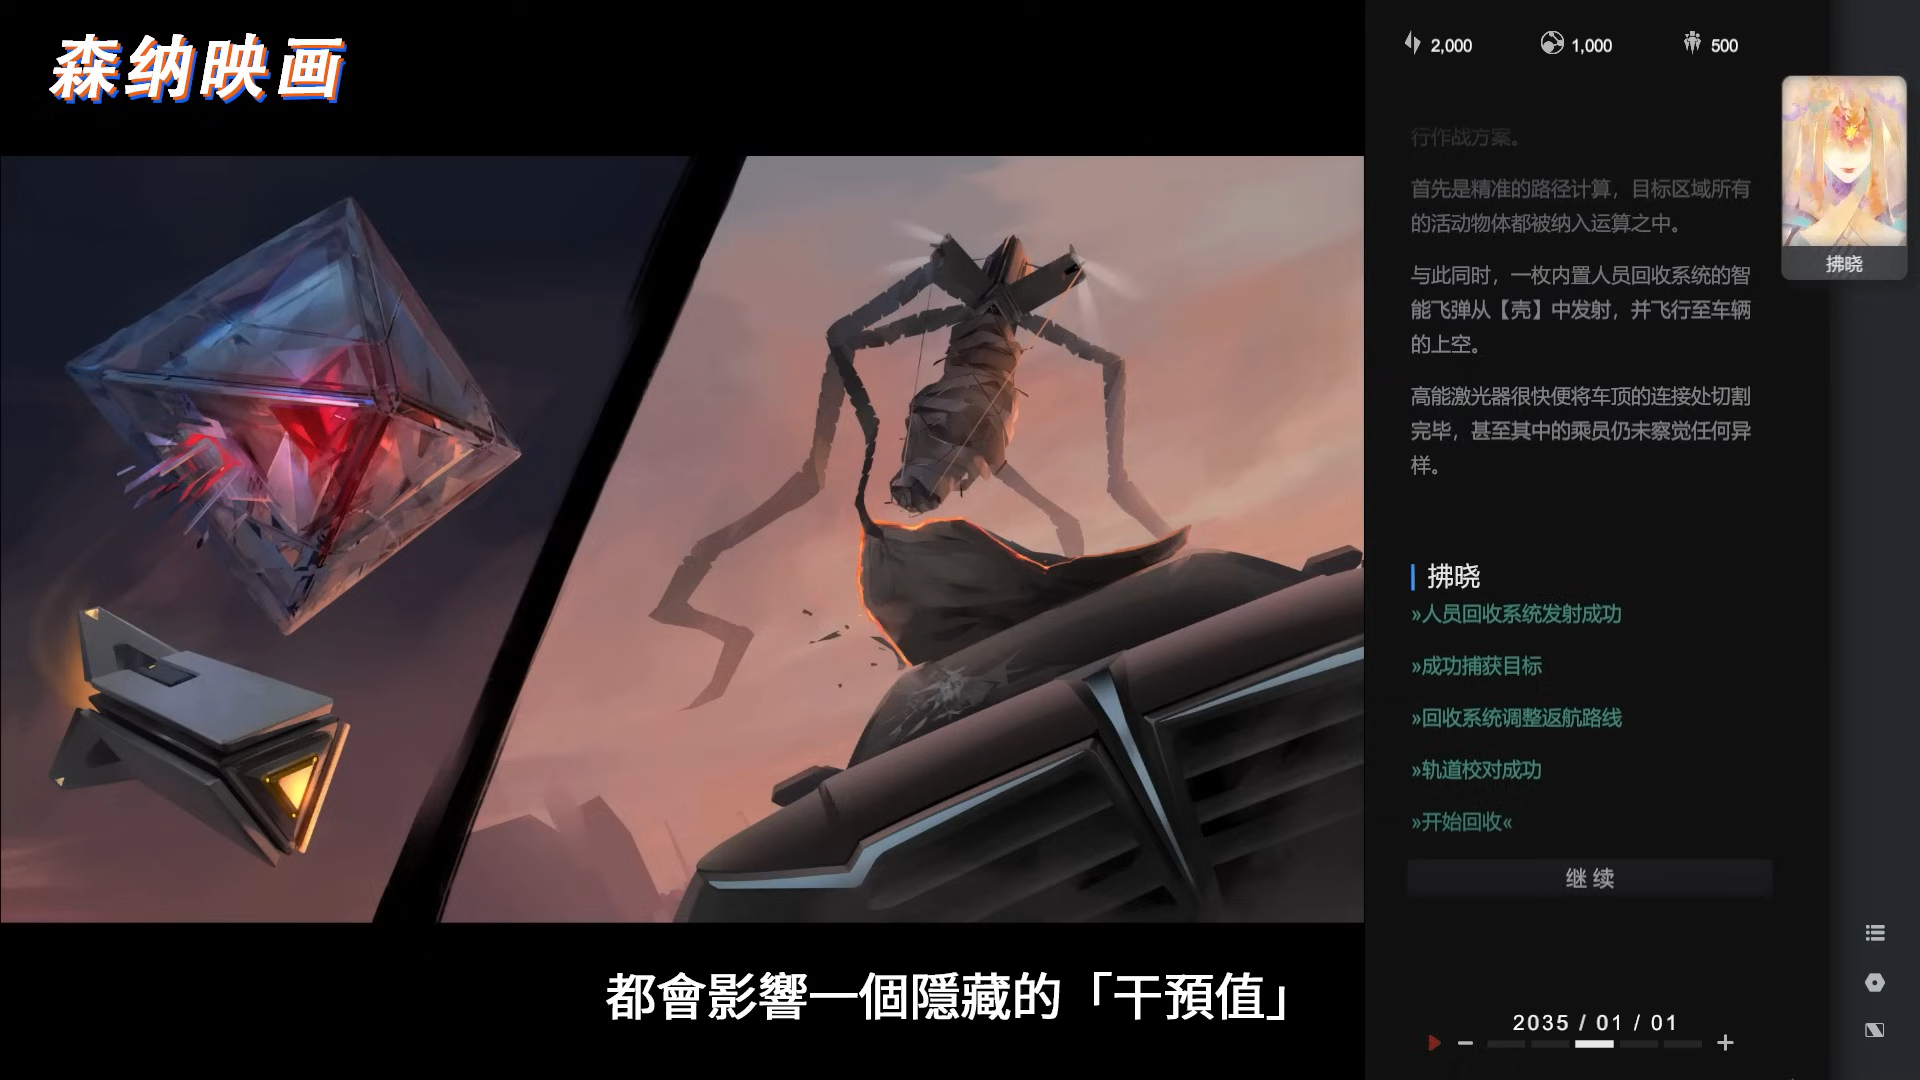 森纳映画
2,000
1,000
500
行作战方案。
首先是精准的路径计算，目标区域所有
的活动物体都被纳入运算之中。
与此同时，一枚内置人员回收系统的智
能飞弹从【壳】中发射，并飞行至车辆
的上空。
高能激光器很快便将车顶的连接处切割
完毕，甚至其中的乘员仍未察觉任何异
样。
拂晓
拂晓
»人员回收系统发射成功
»成功捕获目标
»回收系统调整返航路线
»轨道校对成功
»开始回收«
继续
都會影響一個隱藏的「干預值」
2035 / 01 / 01